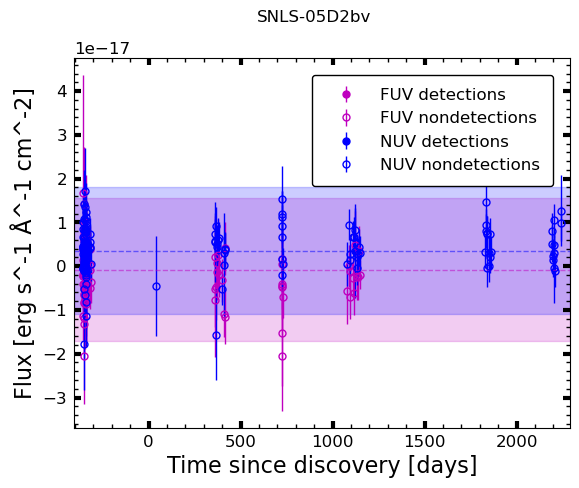 SNLS-05D2bv
1e−17
FUV detections
FUV nondetections
NUV detections
NUV nondetections
4
3
2
1
0
−1
−2
−3
Flux [erg s^-1 Å^-1 cm^-2]
0 500 1000 1500 2000
Time since discovery [days]